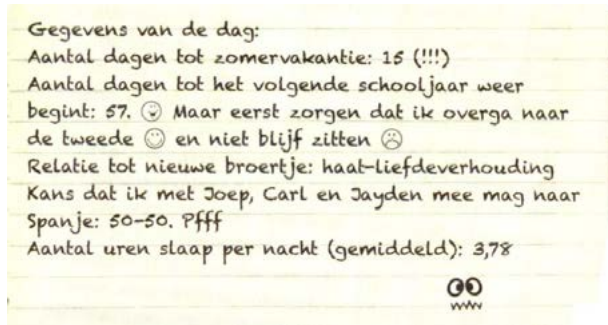 Gegevens van de dag:
Aantal dagen tot zomervakantie: 15 (!!!)
Aantal dagen tot het volgende schooljaar weer
begint: 57. 😜 Maar eerst zorgen dat ik overga naar
de tweede ☺ en niet blijf zitten ☹
Relatie tot nieuwe broertje: haat-liefdeverhouding
Kans dat ik met Joep, Carl en Jayden mee mag naar
Spanje: 50-50. Pfff
Aantal uren slaap per nacht (gemiddeld): 3,78